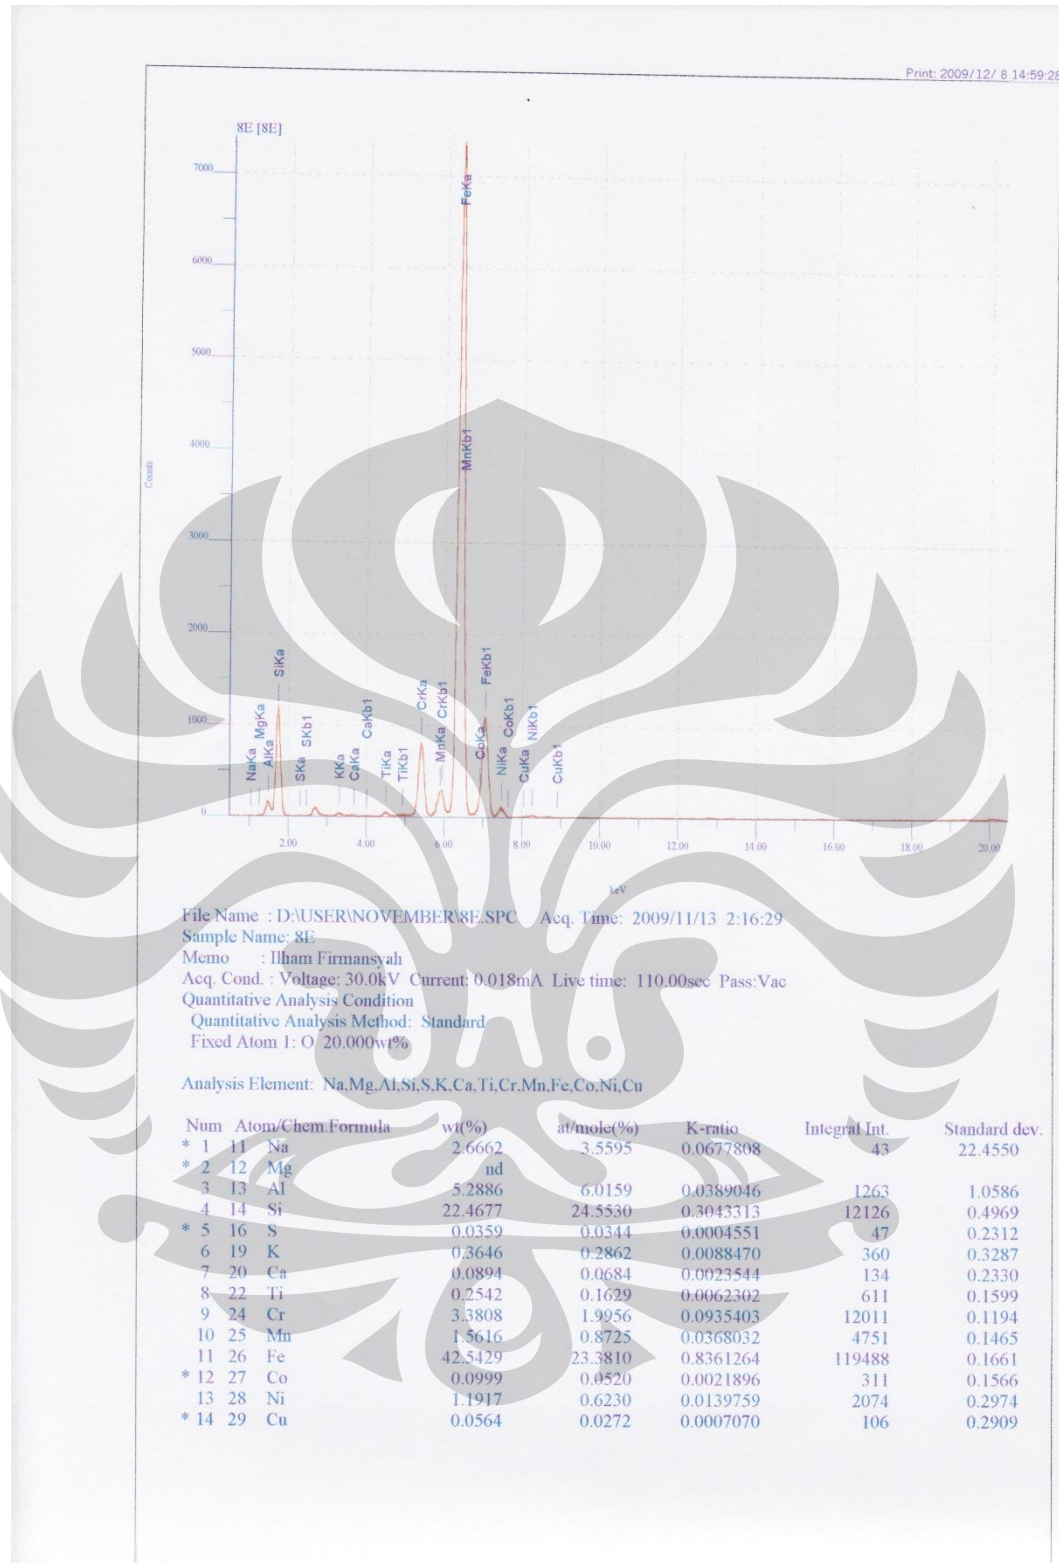 Print: 2009/12/ 8 14:59:28
8E [8E]
7000
6000
5000
4000
3000
2000
1000
0
Counts
NaKa
MgKa
AlKa
SiKa
SKa
SKb1
KKa
CaKa
CaKb1
TiKa
TiKb1
CrKa
MnKa
CrKb1
FeKa
MnKb1
CoKa
FeKb1
NiKa
CoKb1
CuKa
NiKb1
CuKb1
2.00 4.00 6.00 8.00 10.00 12.00 14.00 16.00 18.00 20.00
keV
File Name : D:\USER\NOVEMBER\8E.SPC Acq. Time: 2009/11/13 2:16:29
Sample Name: 8E
Memo : Ilham Firmansyah
Acq. Cond. : Voltage: 30.0kV Current: 0.018mA Live time: 110.00sec Pass:Vac
Quantitative Analysis Condition
Quantitative Analysis Method: Standard
Fixed Atom 1: O 20.000wt%
Analysis Element: Na,Mg,Al,Si,S,K,Ca,Ti,Cr,Mn,Fe,Co,Ni,Cu
Num Atom/Chem.Formula wt(%) at/mole(%) K-ratio Integral Int. Standard dev.
* 1 11 Na 2.6662 3.5595 0.0677808 43 22.4550
* 2 12 Mg nd
3 13 Al 5.2886 6.0159 0.0389046 1263 1.0586
4 14 Si 22.4677 24.5530 0.3043313 12126 0.4969
* 5 16 S 0.0359 0.0344 0.0004551 47 0.2312
6 19 K 0.3646 0.2862 0.0088470 360 0.3287
7 20 Ca 0.0894 0.0684 0.0023544 134 0.2330
8 22 Ti 0.2542 0.1629 0.0062302 611 0.1599
9 24 Cr 3.3808 1.9956 0.0935403 12011 0.1194
10 25 Mn 1.5616 0.8725 0.0368032 4751 0.1465
11 26 Fe 42.5429 23.3810 0.8361264 119488 0.1661
* 12 27 Co 0.0999 0.0520 0.0021896 311 0.1566
13 28 Ni 1.1917 0.6230 0.0139759 2074 0.2974
* 14 29 Cu 0.0564 0.0272 0.0007070 106 0.2909